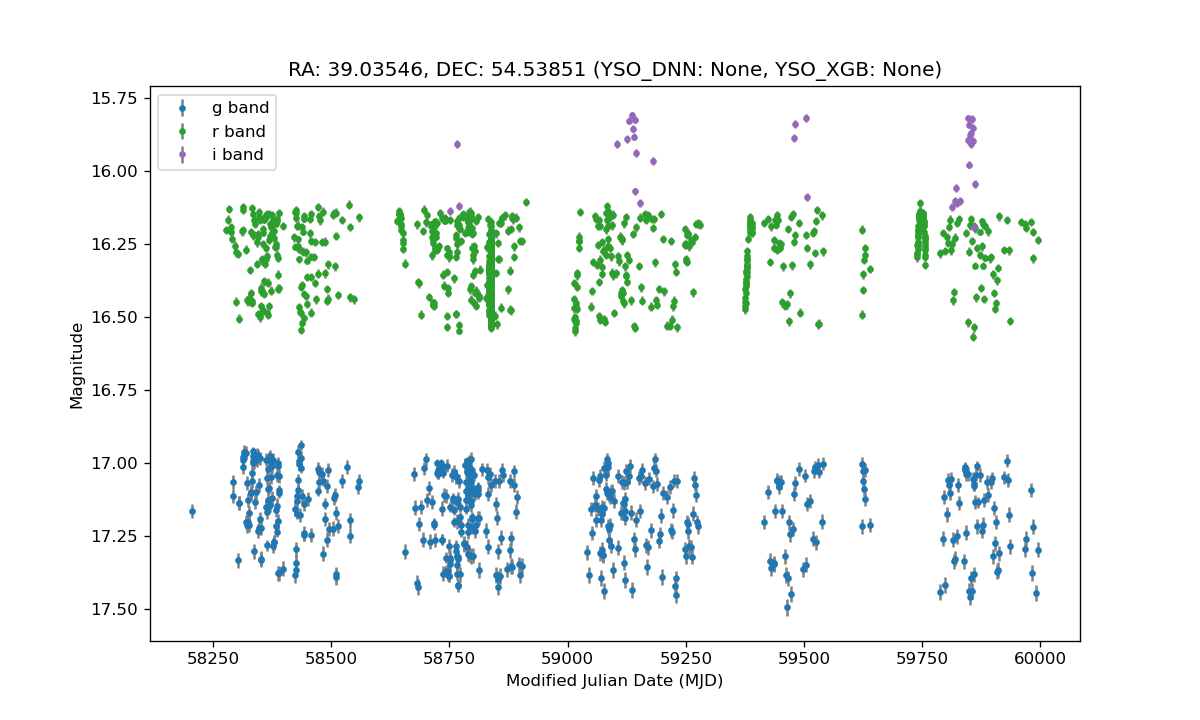 RA: 39.03546, DEC: 54.53851 (YSO_DNN: None, YSO_XGB: None)
g band
r band
i band
15.75
16.00
16.25
16.50
16.75
17.00
17.25
17.50
Magnitude
58250 58500 58750 59000 59250 59500 59750 60000
Modified Julian Date (MJD)